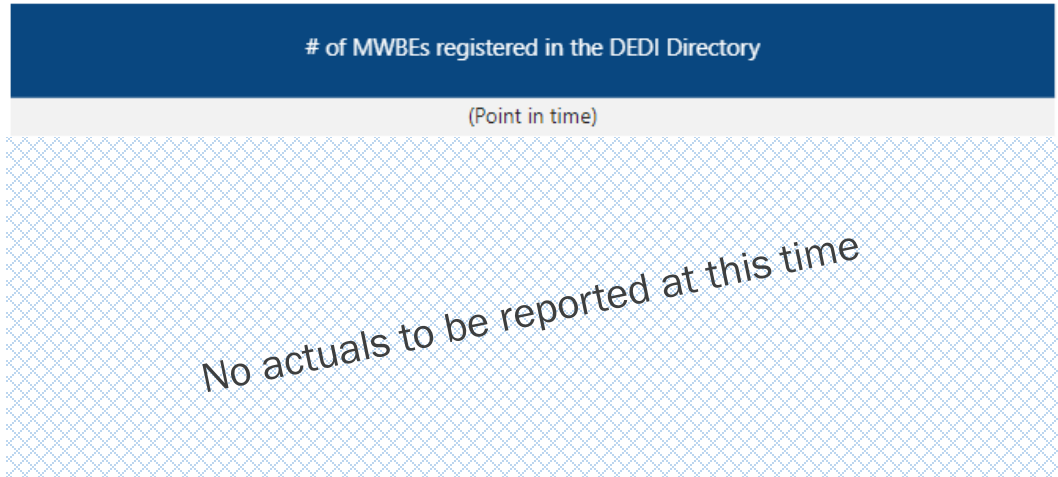 # of MWBEs registered in the DEDI Directory
(Point in time)
No actuals to be reported at this time